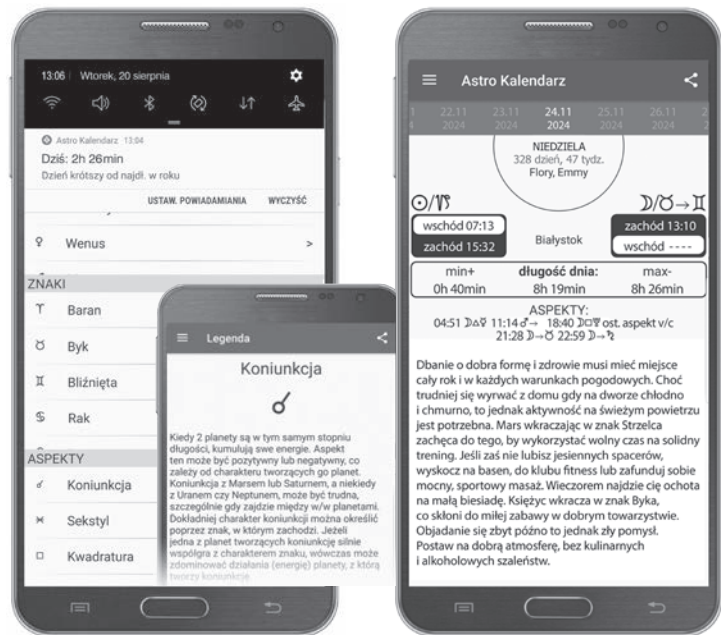 13:06 Wtorek, 20 sierpnia
Astro Kalendarz 13:04
Dziś: 2h 26min
Dzień krótszy od najdł. w roku
USTAW. POWIADAMIANIA WYCZYŚĆ
♀ Wenus >
ZNAKI
♈ Baran
♉ Byk
♊ Bliźnięta
♋ Rak
ASPEKTY
☌ Koniunkcja
Sekstyl
□ Kwadratura
Legenda
Koniunkcja
☌
Kiedy 2 planety są w tym samym stopniu
długości, kumulują swe energie. Aspekt
ten może być pozytywny lub negatywny, co
zależy od charakteru tworzących go planet.
Koniunkcja z Marsem lub Saturnem, a niekiedy
z Uranem czy Neptunem, może być trudna,
szczególnie gdy zajdzie między w/w planetami.
Dokładniej charakter koniunkcji można określić
poprzez znak, w którym zachodzi. Jeżeli
jedna z planet tworzących koniunkcję silnie
współgra z charakterem znaku, wówczas może
zdominować działania (energię) planety, z którą
tworzy koniunkcję.
Astro Kalendarz
22.11 23.11 24.11 25.11 26.11
2024 2024 2024 2024 2024
NIEDZIELA
328 dzień, 47 tydz.
Flory, Emmy
☉/♑ ☽/♉→♊
wschód 07:13 zachód 13:10
zachód 15:32 Białystok wschód ----
min+ długość dnia: max-
0h 40min 8h 19min 8h 26min
ASPEKTY:
04:51 ☽△♀ 11:14 ♂→ 18:40 ☽□♆ ost. aspekt v/c
21:28 ☽→♉ 22:59 ☽→♄
Dbanie o dobra formę i zdrowie musi mieć miejsce
cały rok i w każdych warunkach pogodowych. Choć
trudniej się wyrwać z domu gdy na dworze chłodno
i chmurno, to jednak aktywność na świeżym powietrzu
jest potrzebna. Mars wkraczając w znak Strzelca
zachęca do tego, by wykorzystać wolny czas na solidny
trening. Jeśli zaś nie lubisz jesiennych spacerów,
wyskocz na basen, do klubu fitness lub zafunduj sobie
mocny, sportowy masaż. Wieczorem najdzie cię ochota
na małą biesiadę. Księżyc wkracza w znak Byka,
co skłoni do miłej zabawy w dobrym towarzystwie.
Objadanie się zbyt późno to jednak zły pomysł.
Postaw na dobrą atmosferę, bez kulinarnych
i alkoholowych szaleństw.